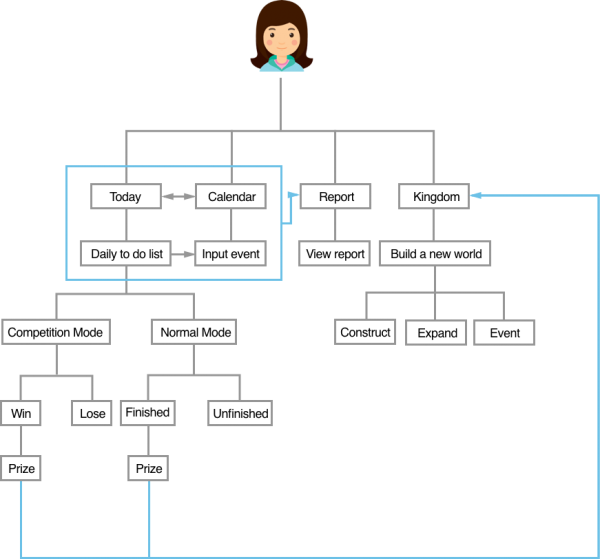 Today
Calendar
Report
Kingdom
Daily to do list
Input event
View report
Build a new world
Competition Mode
Normal Mode
Construct
Expand
Event
Win
Lose
Finished
Unfinished
Prize
Prize